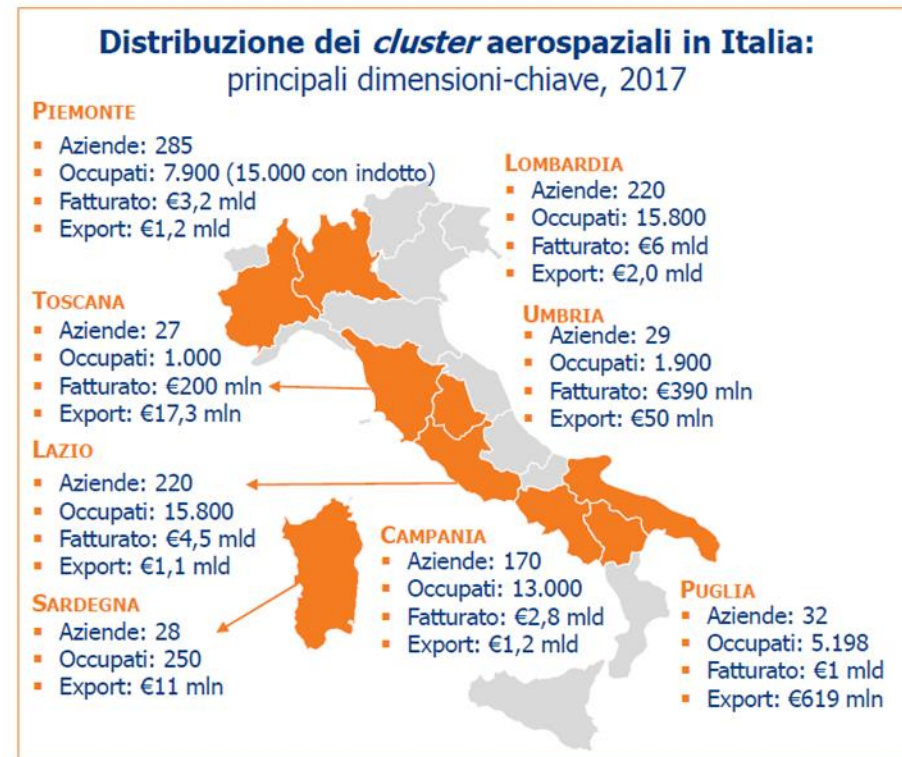 Distribuzione dei cluster aerospaziali in Italia:
principali dimensioni-chiave, 2017
PIEMONTE
▪ Aziende: 285
▪ Occupati: 7.900 (15.000 con indotto)
▪ Fatturato: €3,2 mld
▪ Export: €1,2 mld
LOMBARDIA
▪ Aziende: 220
▪ Occupati: 15.800
▪ Fatturato: €6 mld
▪ Export: €2,0 mld
TOSCANA
▪ Aziende: 27
▪ Occupati: 1.000
▪ Fatturato: €200 mln
▪ Export: €17,3 mln
UMBRIA
▪ Aziende: 29
▪ Occupati: 1.900
▪ Fatturato: €390 mln
▪ Export: €50 mln
LAZIO
▪ Aziende: 220
▪ Occupati: 15.800
▪ Fatturato: €4,5 mld
▪ Export: €1,1 mld
SARDEGNA
▪ Aziende: 28
▪ Occupati: 250
▪ Export: €11 mln
CAMPANIA
▪ Aziende: 170
▪ Occupati: 13.000
▪ Fatturato: €2,8 mld
▪ Export: €1,2 mld
PUGLIA
▪ Aziende: 32
▪ Occupati: 5.198
▪ Fatturato: €1 mld
▪ Export: €619 mln